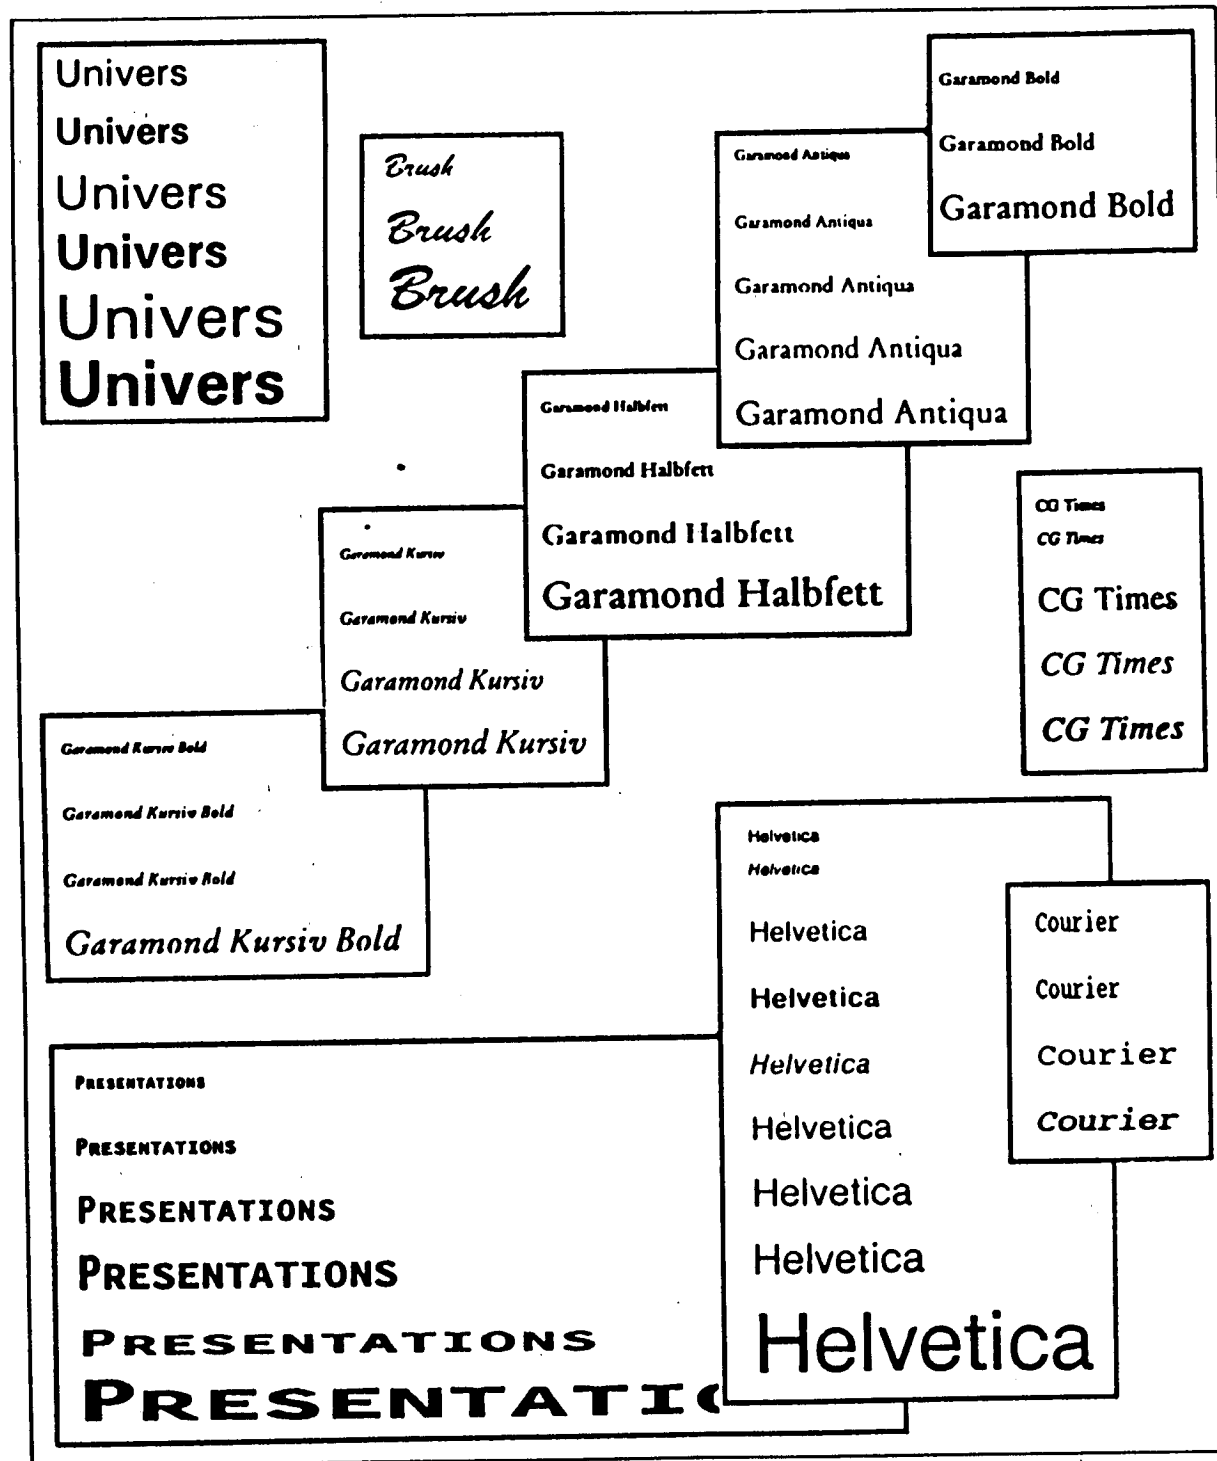 Univers
Univers
Univers
Univers
Univers
Univers
Brush
Brush
Brush
Garamond Bold
Garamond Bold
Garamond Bold
Garamond Antiqua
Garamond Antiqua
Garamond Antiqua
Garamond Antiqua
Garamond Antiqua
Garamond Halbfett
Garamond Halbfett
Garamond Halbfett
Garamond Halbfett
Garamond Kursiv
Garamond Kursiv
Garamond Kursiv
Garamond Kursiv
Garamond Kursiv Bold
Garamond Kursiv Bold
Garamond Kursiv Bold
Garamond Kursiv Bold
CG Times
CG Times
CG Times
CG Times
CG Times
Helvetica
Helvetica
Helvetica
Helvetica
Helvetica
Helvetica
Helvetica
Helvetica
Helvetica
Courier
Courier
Courier
Courier
PRESENTATIONS
PRESENTATIONS
PRESENTATIONS
PRESENTATIONS
PRESENTATIONS
PRESENTATI